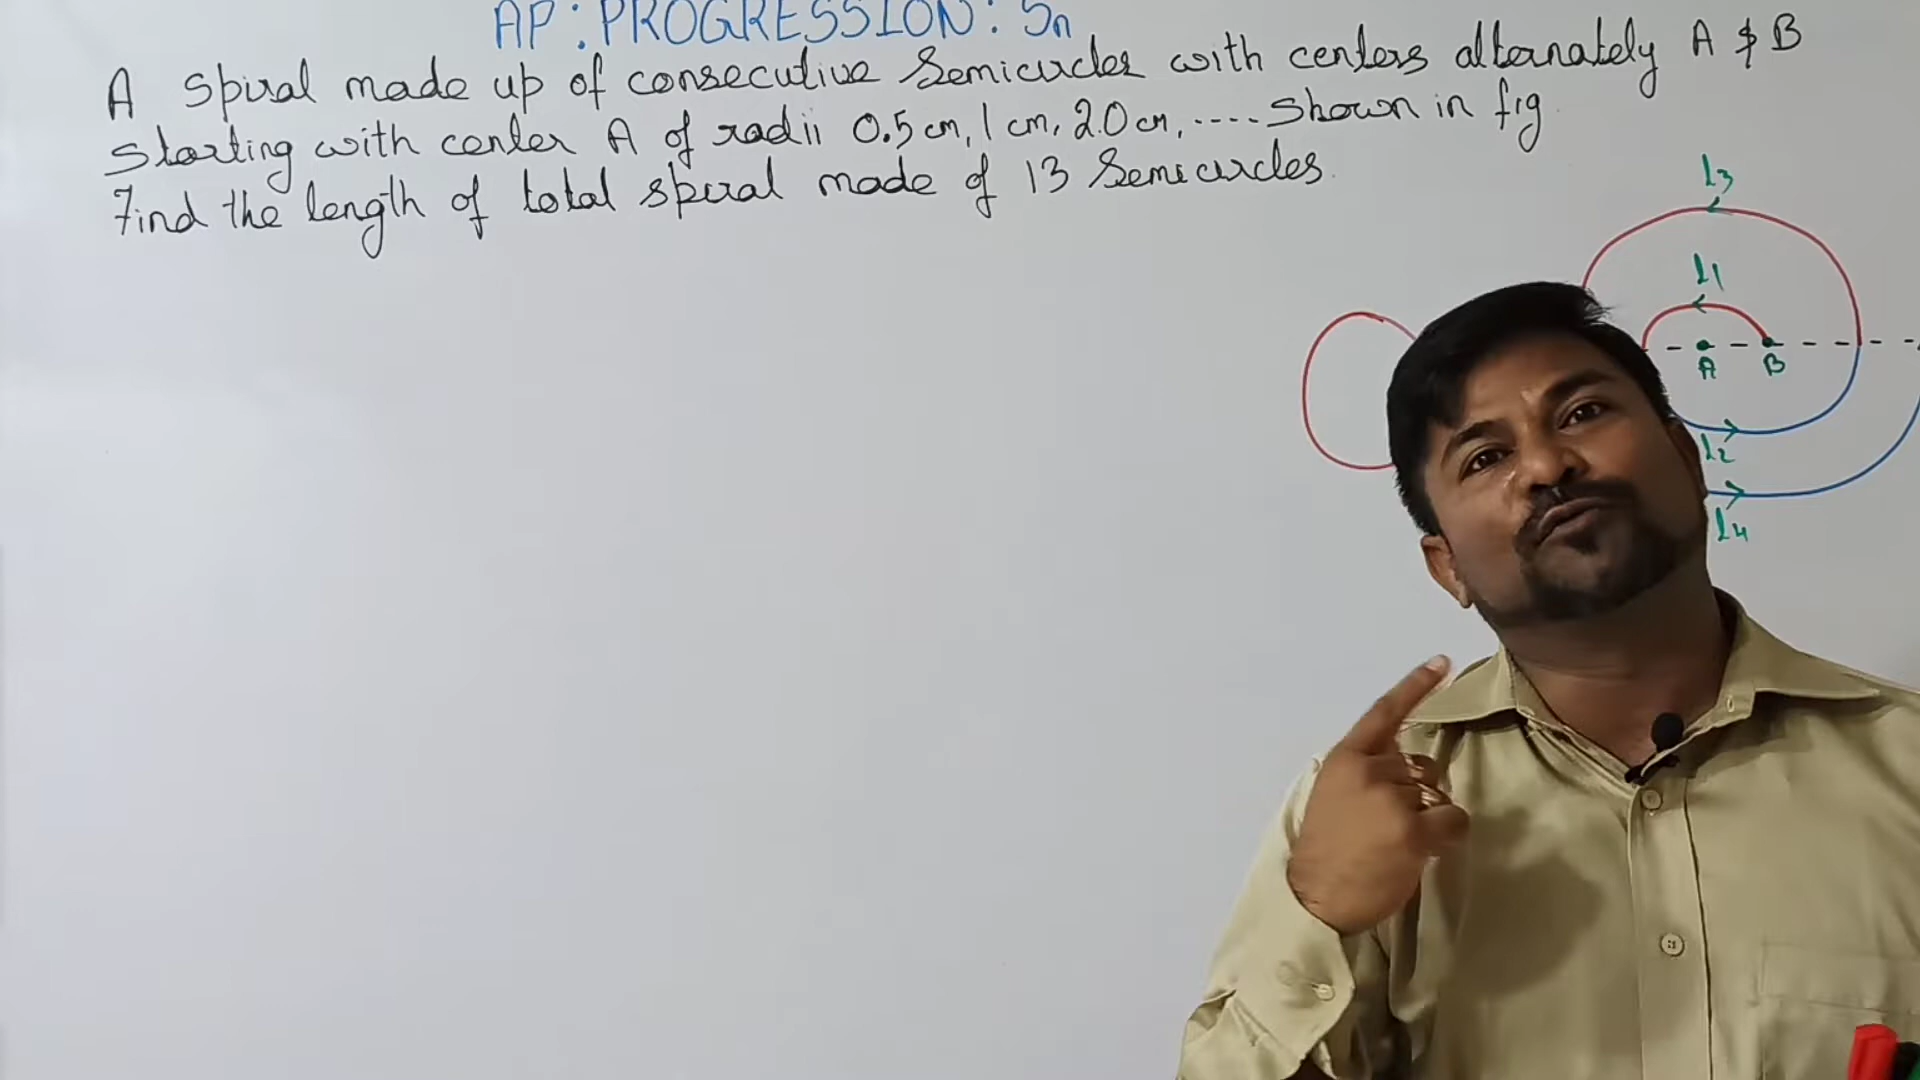 AP: PROGRESSION: Sn
A spiral made up of consecutive Semicircles with centers alternately A & B
starting with center A of radii 0.5 cm, 1 cm, 2.0 cm, ..... Shown in fig.
Find the length of total spiral made of 13 Semicircles.
l3
l1
A B
l2
l4